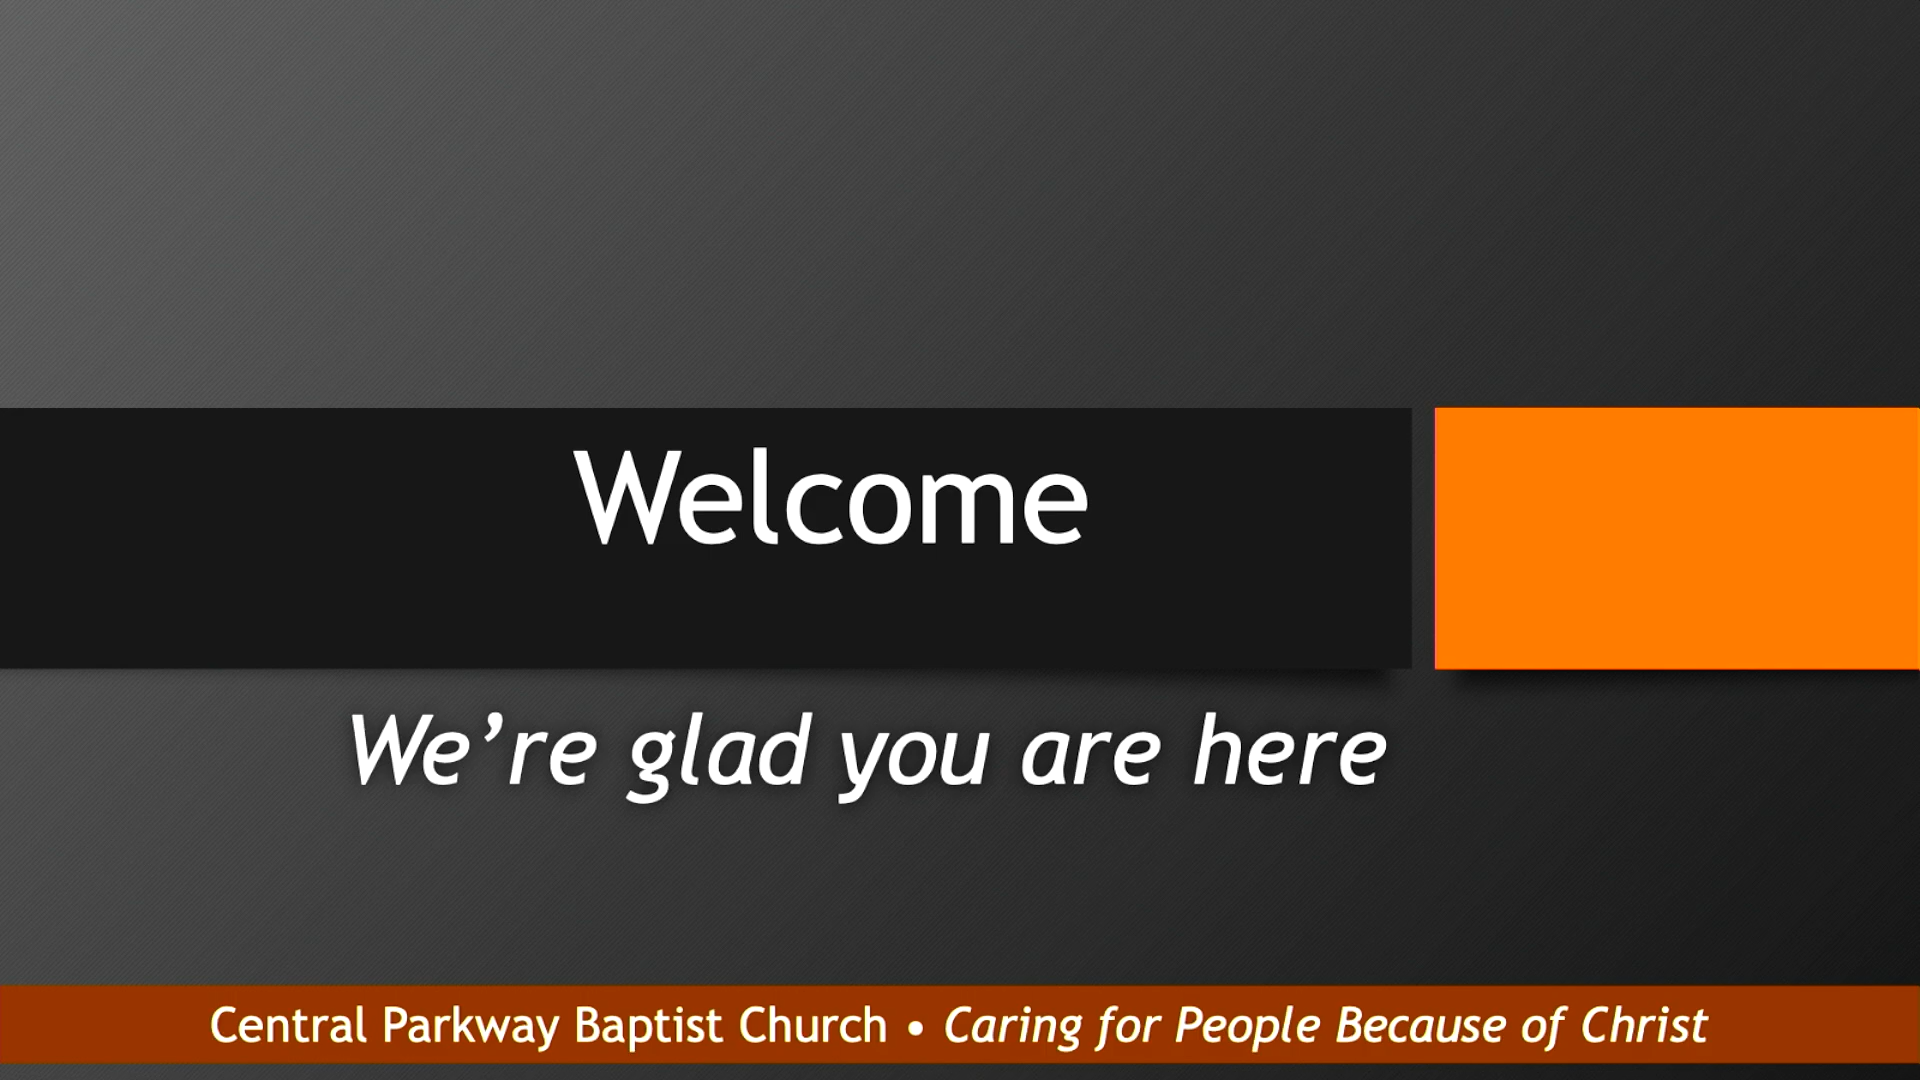 Welcome
We’re glad you are here
Central Parkway Baptist Church • Caring for People Because of Christ